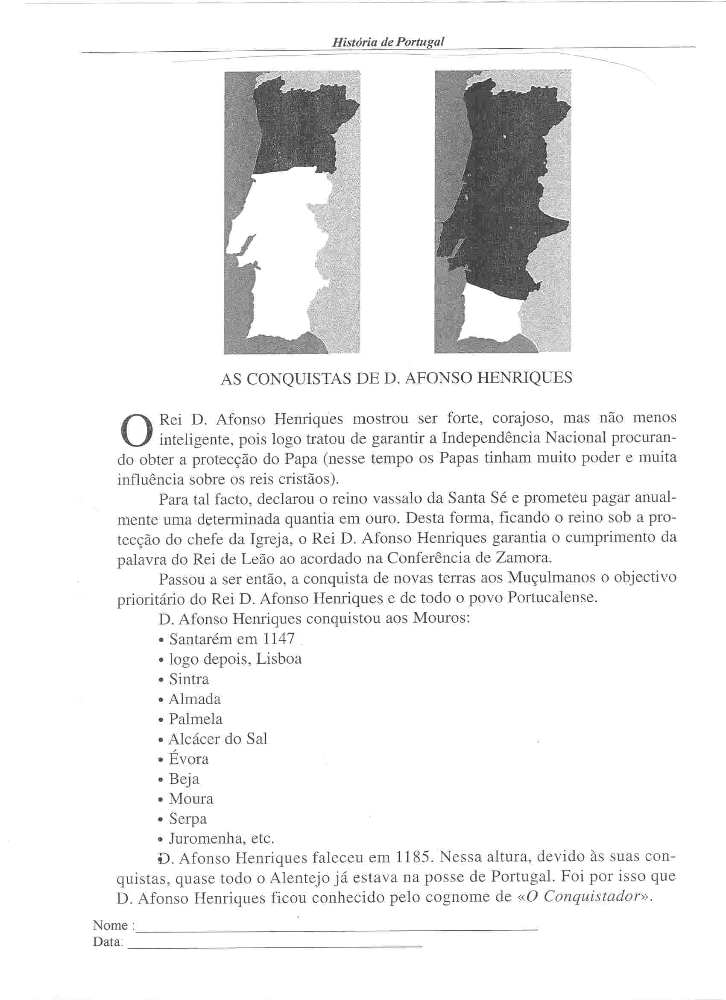 História de Portugal
AS CONQUISTAS DE D. AFONSO HENRIQUES
O Rei D. Afonso Henriques mostrou ser forte, corajoso, mas não menos
inteligente, pois logo tratou de garantir a Independência Nacional procuran-
do obter a protecção do Papa (nesse tempo os Papas tinham muito poder e muita
influência sobre os reis cristãos).
Para tal facto, declarou o reino vassalo da Santa Sé e prometeu pagar anual-
mente uma determinada quantia em ouro. Desta forma, ficando o reino sob a pro-
tecção do chefe da Igreja, o Rei D. Afonso Henriques garantia o cumprimento da
palavra do Rei de Leão ao acordado na Conferência de Zamora.
Passou a ser então, a conquista de novas terras aos Muçulmanos o objectivo
prioritário do Rei D. Afonso Henriques e de todo o povo Portucalense.
D. Afonso Henriques conquistou aos Mouros:
• Santarém em 1147
• logo depois, Lisboa
• Sintra
• Almada
• Palmela
• Alcácer do Sal
• Évora
• Beja
• Moura
• Serpa
• Juromenha, etc.
D. Afonso Henriques faleceu em 1185. Nessa altura, devido às suas con-
quistas, quase todo o Alentejo já estava na posse de Portugal. Foi por isso que
D. Afonso Henriques ficou conhecido pelo cognome de «O Conquistador».
Nome :
Data: